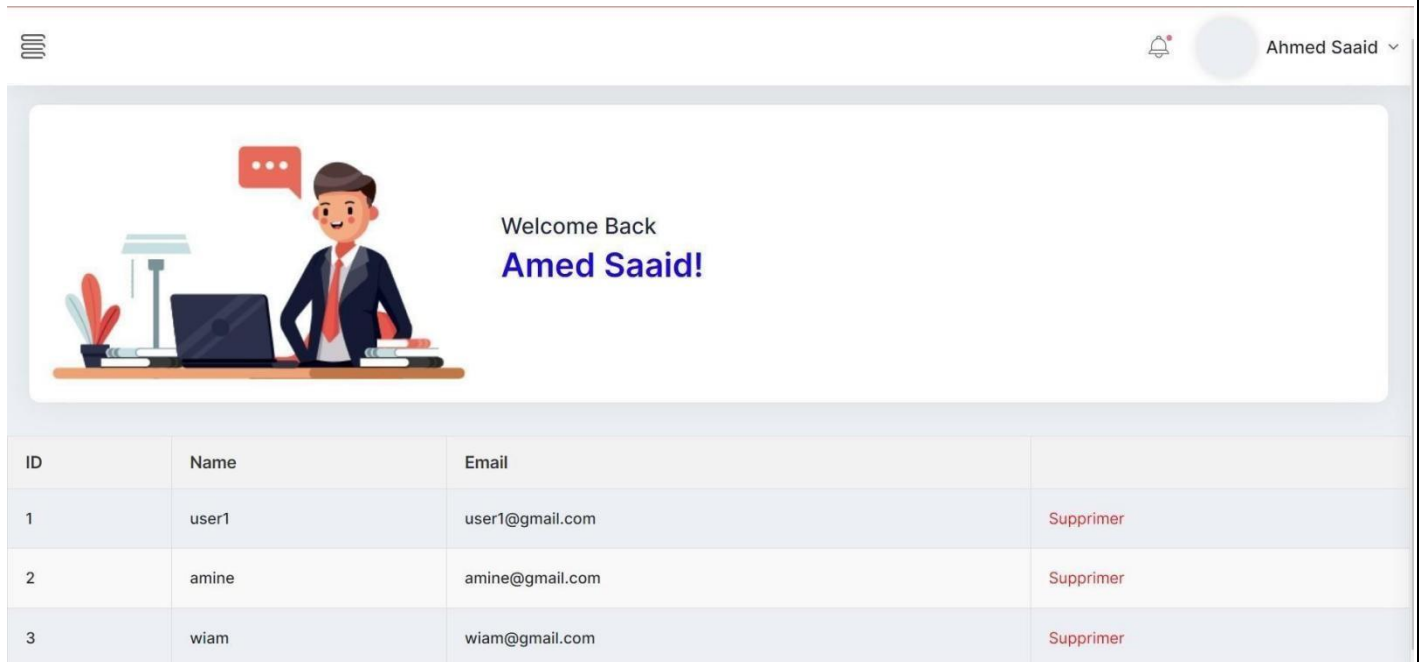 Ahmed Saaid
Welcome Back
Amed Saaid!
ID Name Email
1 user1 user1@gmail.com Supprimer
2 amine amine@gmail.com Supprimer
3 wiam wiam@gmail.com Supprimer